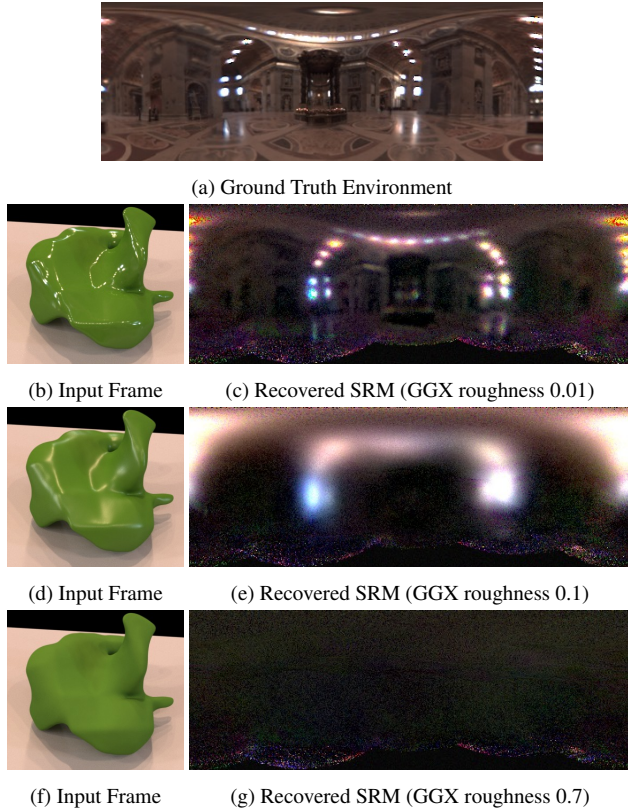 (a) Ground Truth Environment
(b) Input Frame
(c) Recovered SRM (GGX roughness 0.01)
(d) Input Frame
(e) Recovered SRM (GGX roughness 0.1)
(f) Input Frame
(g) Recovered SRM (GGX roughness 0.7)